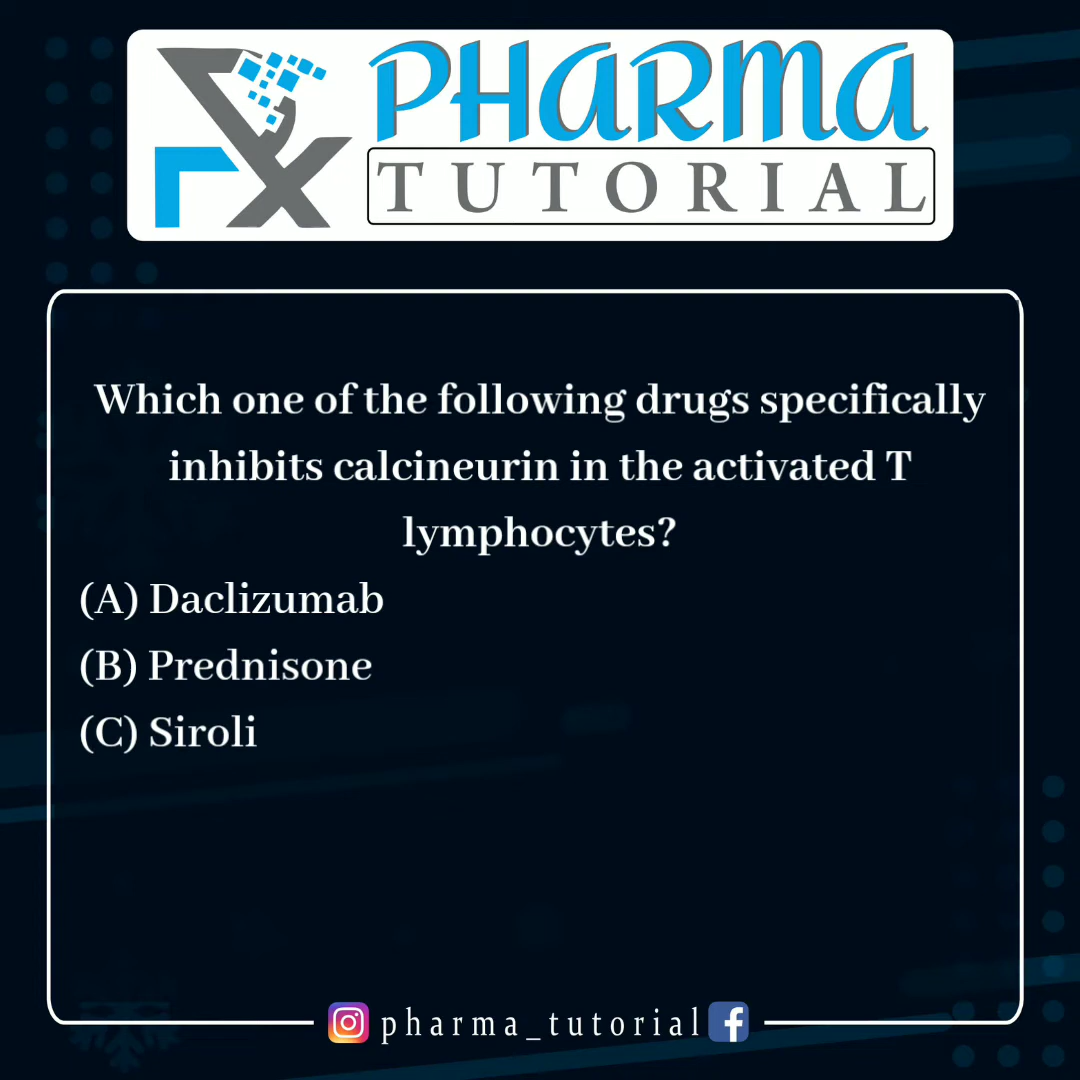 PHARMA
TUTORIAL
Which one of the following drugs specifically
inhibits calcineurin in the activated T
lymphocytes?
(A) Daclizumab
(B) Prednisone
(C) Siroli
pharma_tutorial